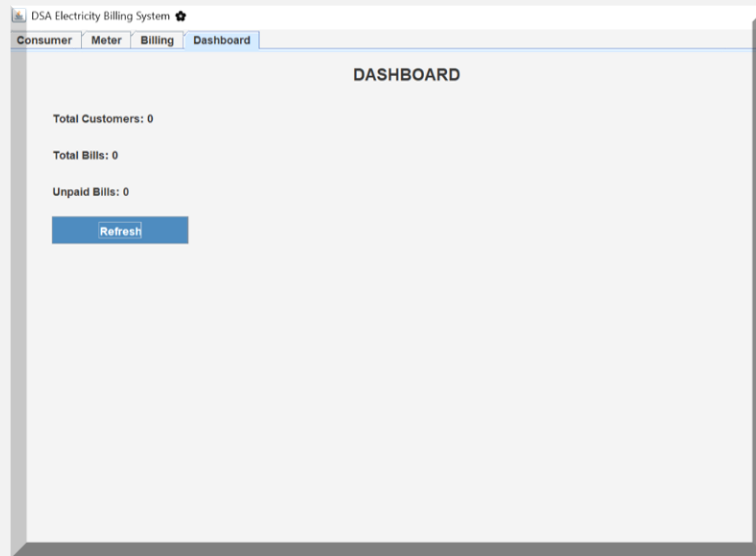 DSA Electricity Billing System ✿
Consumer Meter Billing Dashboard
DASHBOARD
Total Customers: 0
Total Bills: 0
Unpaid Bills: 0
Refresh